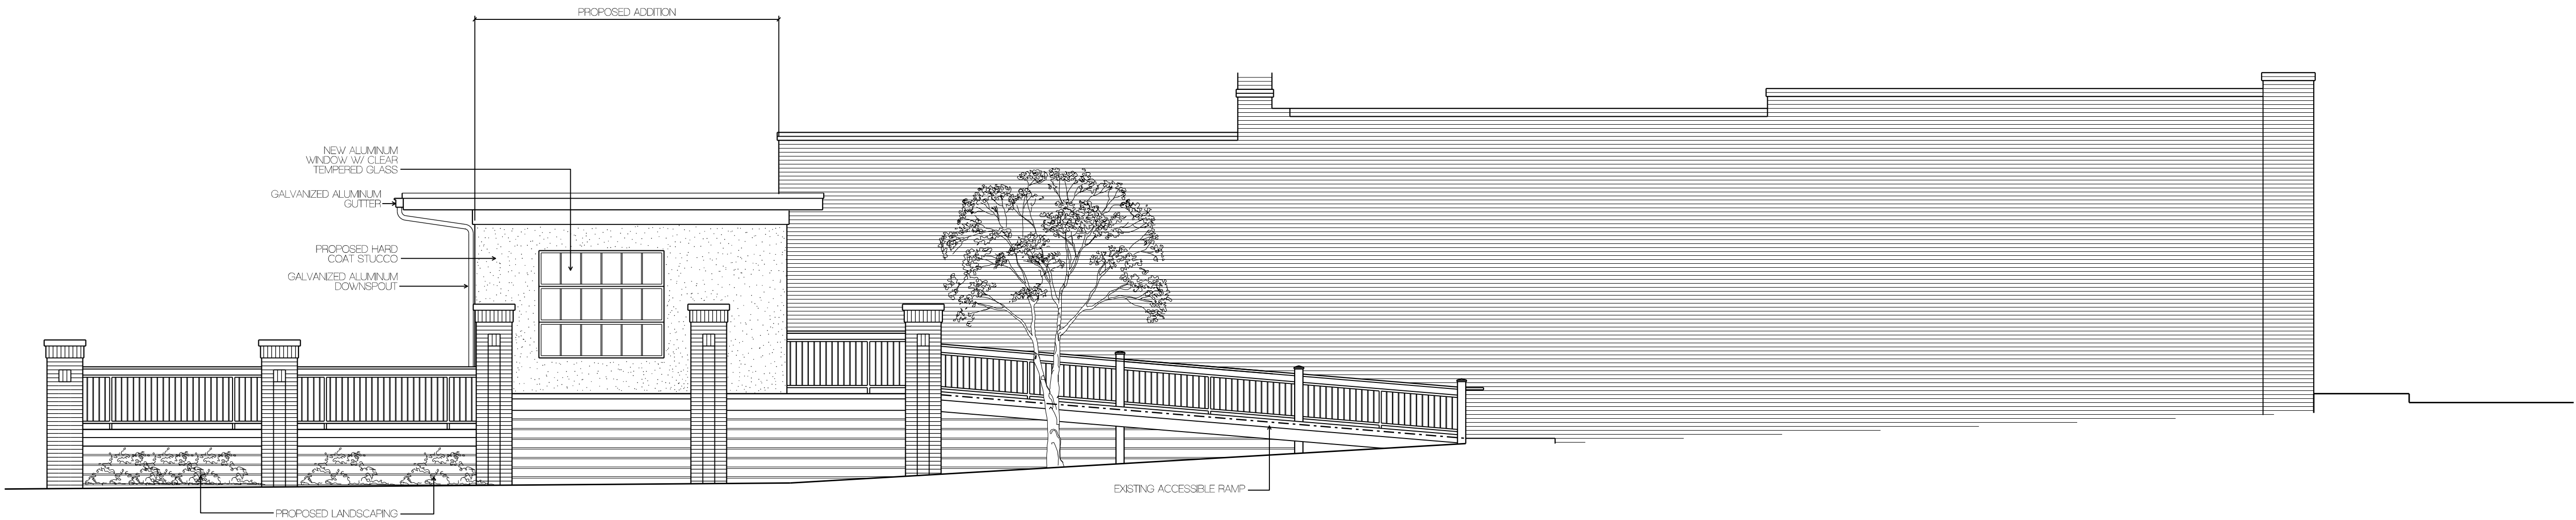 PROPOSED ADDITION
NEW ALUMINUM
WINDOW W/ CLEAR
TEMPERED GLASS
GALVANIZED ALUMINUM
GUTTER
PROPOSED HARD
COAT STUCCO
GALVANIZED ALUMINUM
DOWNSPOUT
EXISTING ACCESSIBLE RAMP
PROPOSED LANDSCAPING